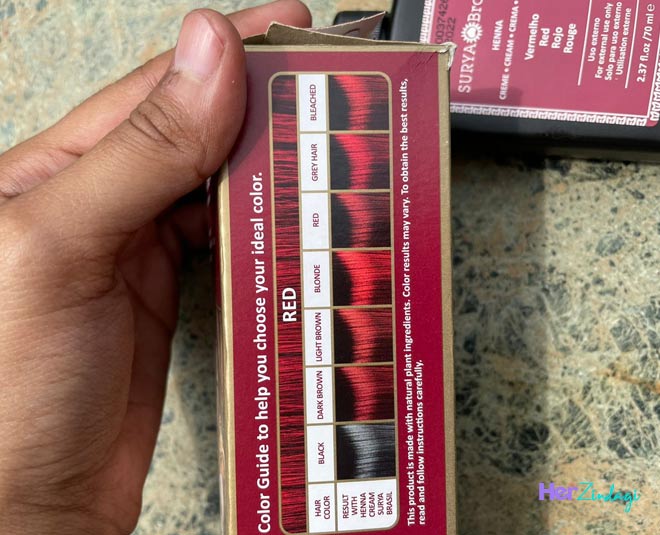 Color Guide to help you choose your ideal color.
RED
HAIR COLOR
BLACK
DARK BROWN
LIGHT BROWN
BLONDE
RED
GREY HAIR
BLEACHED
RESULT
WITH
HENNA
CREAM
SURYA
BRASIL
This product is made with natural plant ingredients. Color results may vary. To obtain the best results,
read and follow instructions carefully.
SURYA
HENNA
CREME • CREAM • CREMA •
Vermelho
Red
Rojo
Rouge
Uso externo
For external use only
Solo para uso externo
Utilisation externe
2.37 fl.oz/70 ml e
HerZindagi